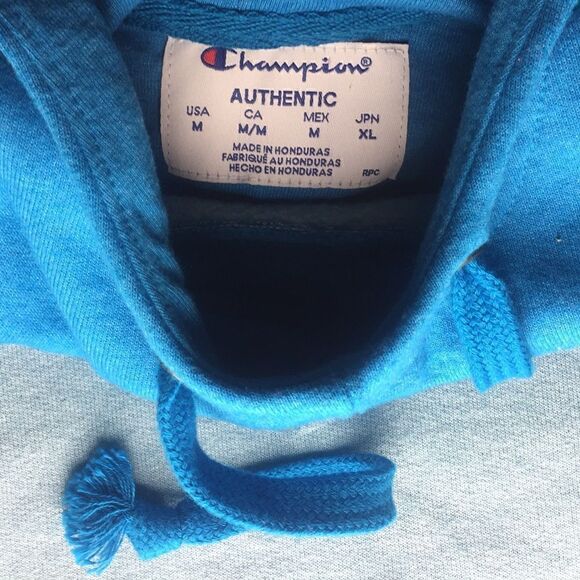 Champion®
AUTHENTIC
USA CA MEX JPN
M M/M M XL
MADE IN HONDURAS
FABRIQUÉ AU HONDURAS
HECHO EN HONDURAS
RPC